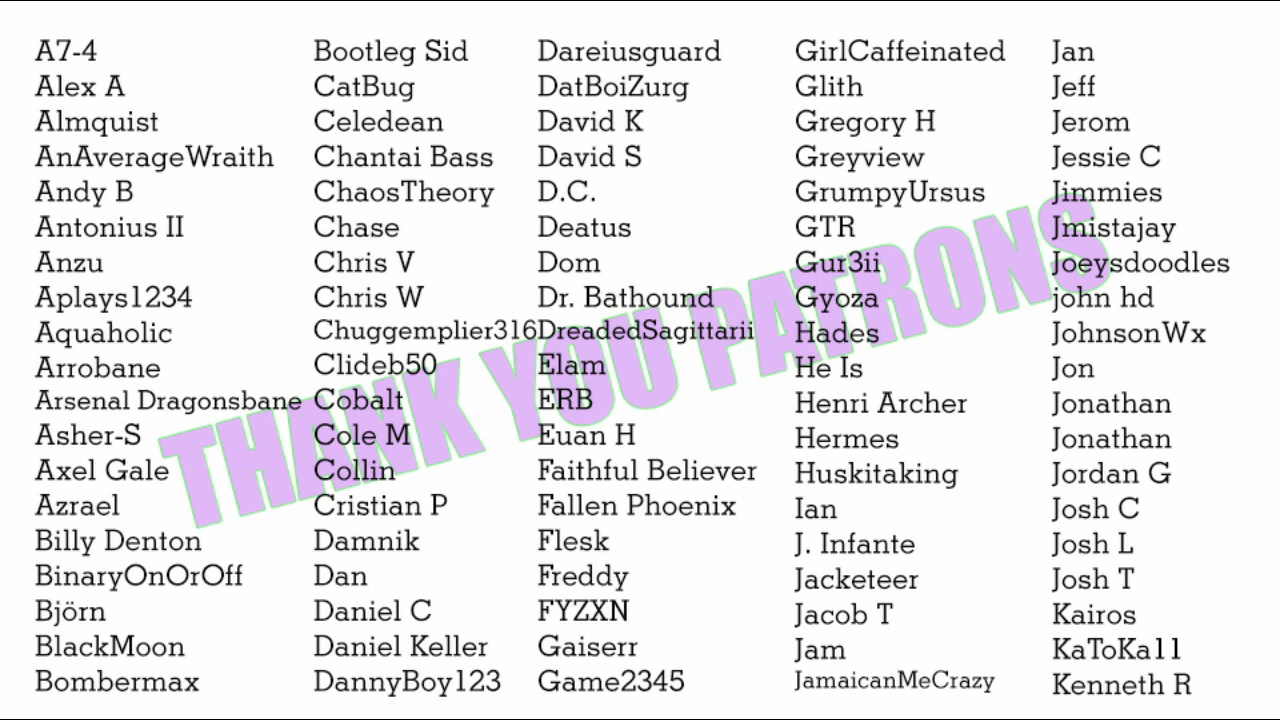 A7-4
Alex A
Almquist
AnAverageWraith
Andy B
Antonius II
Anzu
Aplays1234
Aquaholic
Arrobane
Arsenal Dragonsbane
Asher-S
Axel Gale
Azrael
Billy Denton
BinaryOnOrOff
Björn
BlackMoon
Bombermax
Bootleg Sid
CatBug
Celedean
Chantai Bass
ChaosTheory
Chase
Chris V
Chris W
Chuggemplier316
Clideb50
Cobalt
Cole M
Collin
Cristian P
Damnik
Dan
Daniel C
Daniel Keller
DannyBoy123
Dareiusguard
DatBoiZurg
David K
David S
D.C.
Deatus
Dom
Dr. Bathound
DreadedSagittarii
Elam
ERB
Euan H
Faithful Believer
Fallen Phoenix
Flesk
Freddy
FYZXN
Gaiserr
Game2345
GirlCaffeinated
Glith
Gregory H
Greyview
GrumpyUrsus
GTR
Gur3ii
Gyoza
Hades
He Is
Henri Archer
Hermes
Huskitaking
Ian
J. Infante
Jacketeer
Jacob T
Jam
JamaicanMeCrazy
Jan
Jeff
Jerom
Jessie C
Jimmies
Jmistajay
Joeysdoodles
john hd
JohnsonWx
Jon
Jonathan
Jonathan
Jordan G
Josh C
Josh L
Josh T
Kairos
KaToKa11
Kenneth R
THANK YOU PATRONS